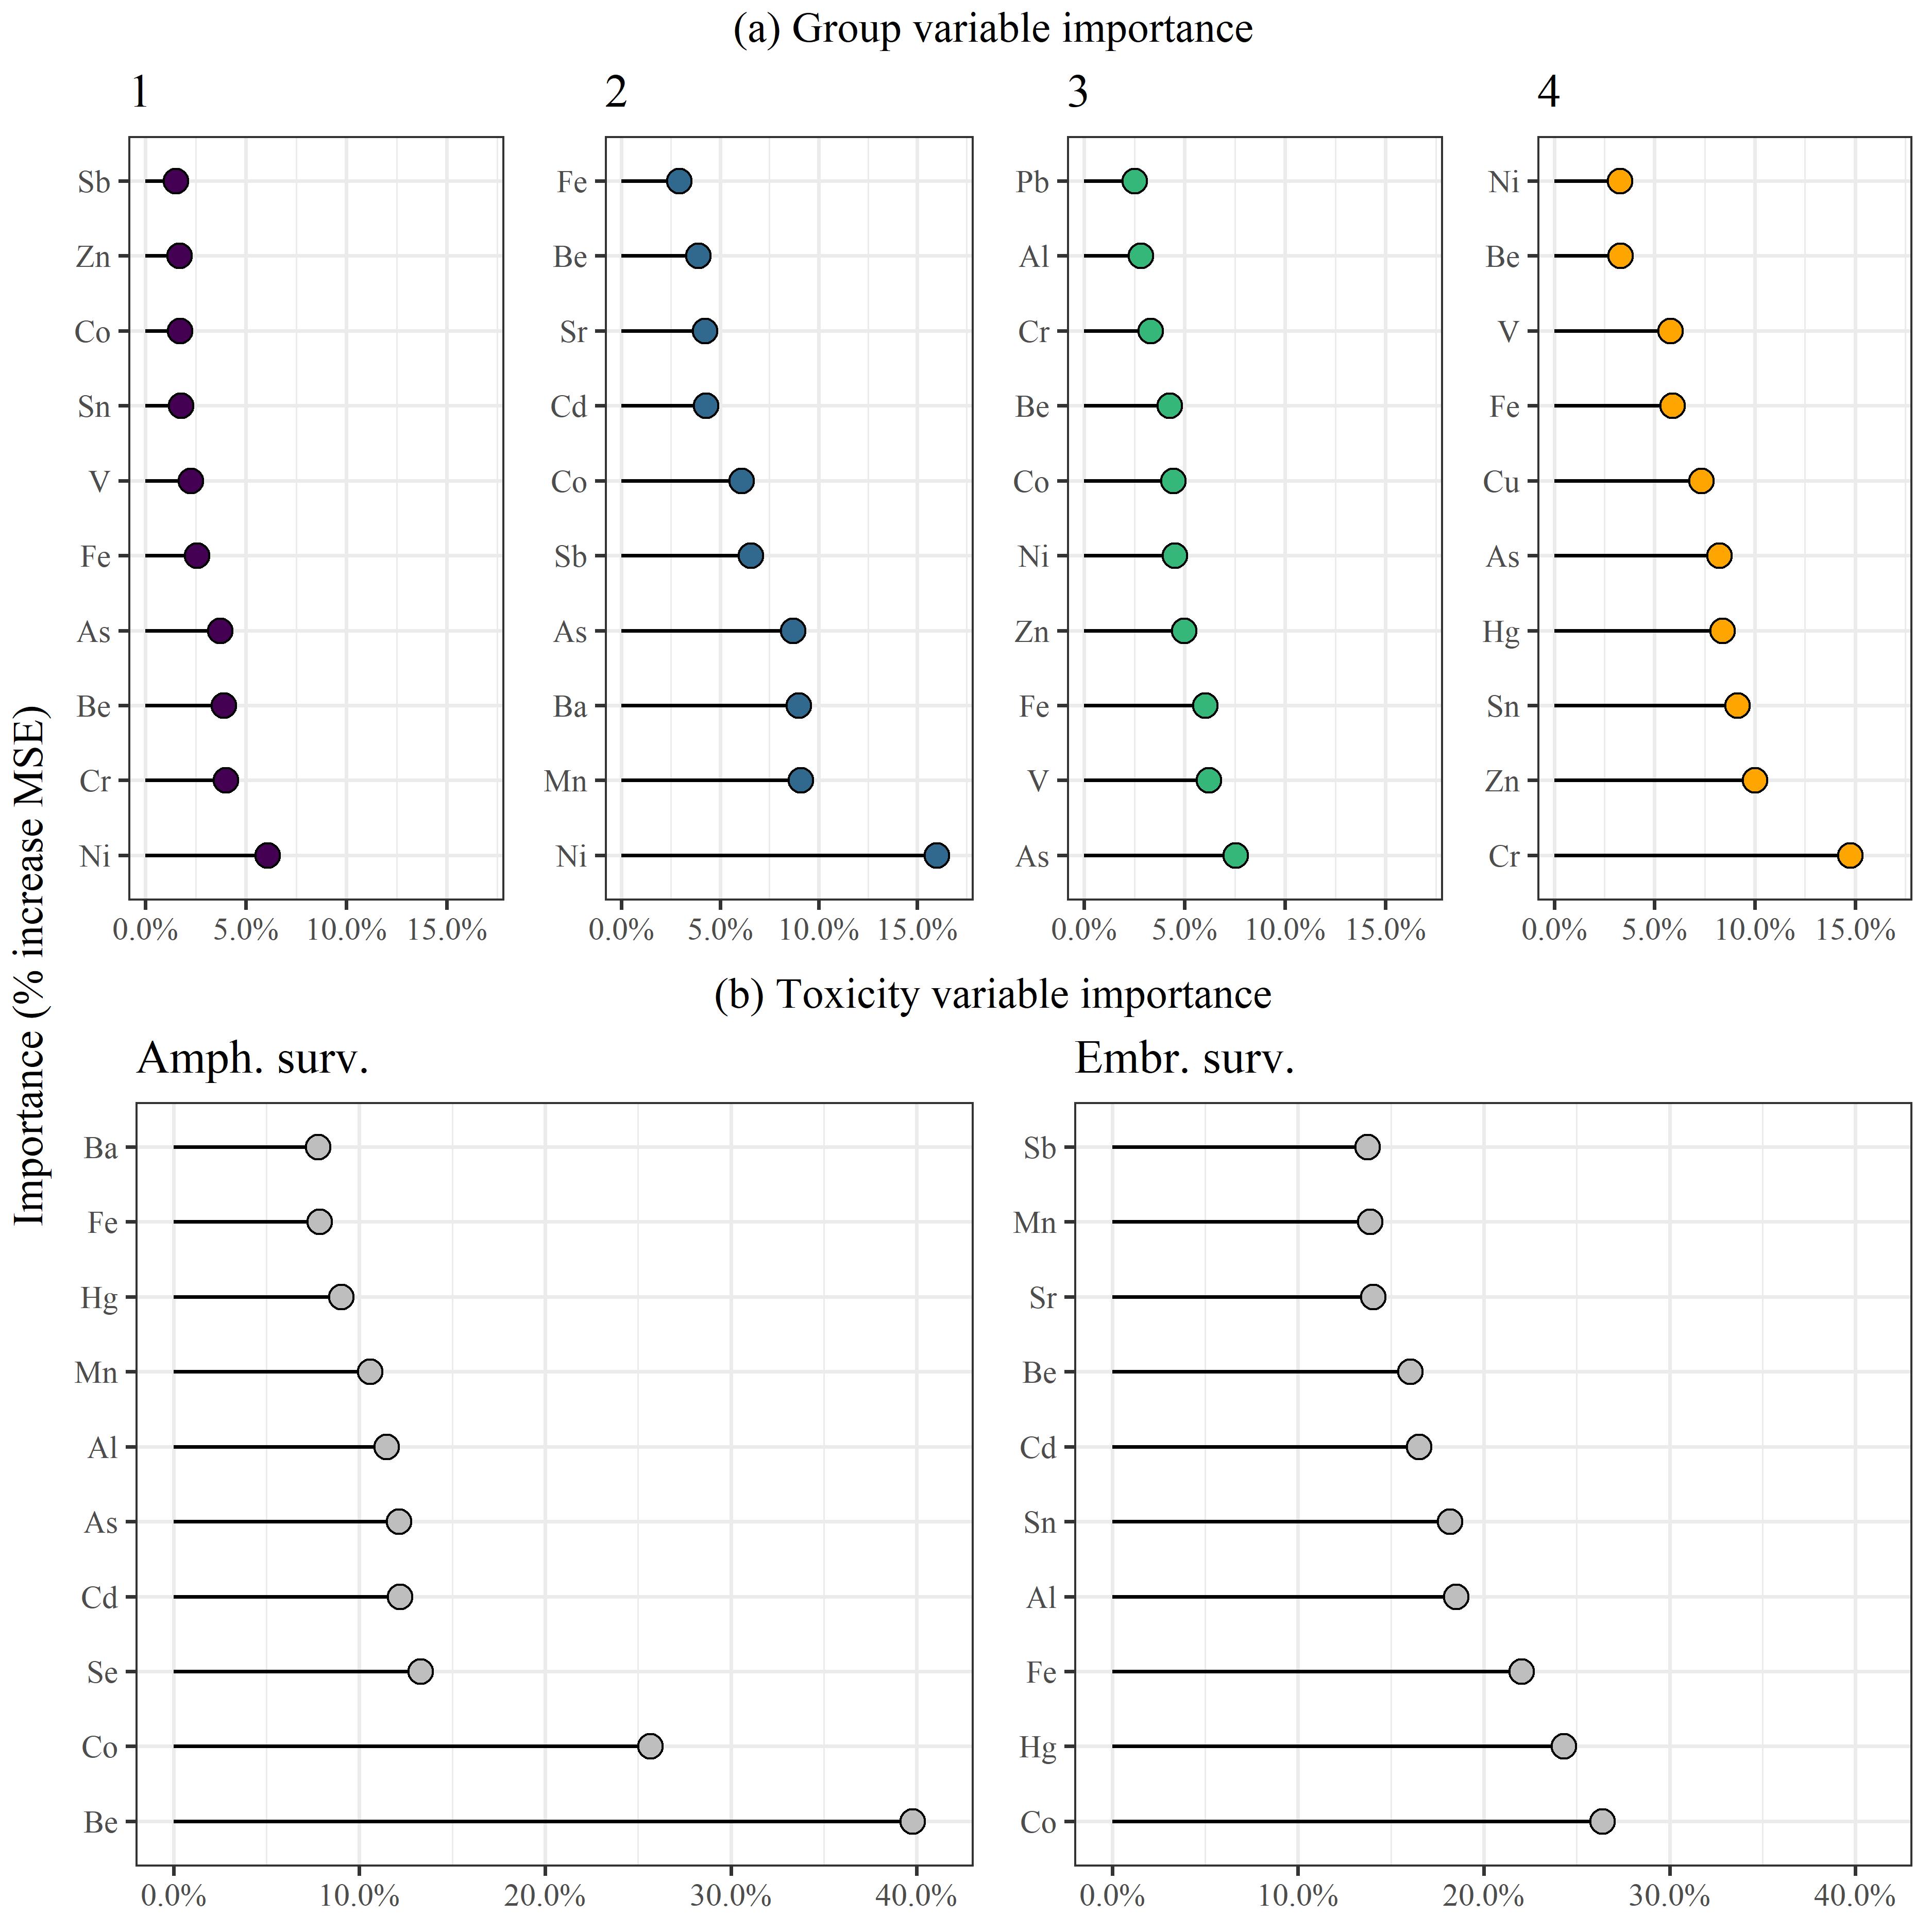 (a) Group variable importance
1
Sb
Zn
Co
Sn
V
Fe
As
Be
Cr
Ni
0.0% 5.0% 10.0% 15.0%
2
Fe
Be
Sr
Cd
Co
Sb
As
Ba
Mn
Ni
0.0% 5.0% 10.0% 15.0%
3
Pb
Al
Cr
Be
Co
Ni
Zn
Fe
V
As
0.0% 5.0% 10.0% 15.0%
4
Ni
Be
V
Fe
Cu
As
Hg
Sn
Zn
Cr
0.0% 5.0% 10.0% 15.0%
Importance (% increase MSE)
(b) Toxicity variable importance
Amph. surv.
Ba
Fe
Hg
Mn
Al
As
Cd
Se
Co
Be
0.0% 10.0% 20.0% 30.0% 40.0%
Embr. surv.
Sb
Mn
Sr
Be
Cd
Sn
Al
Fe
Hg
Co
0.0% 10.0% 20.0% 30.0% 40.0%